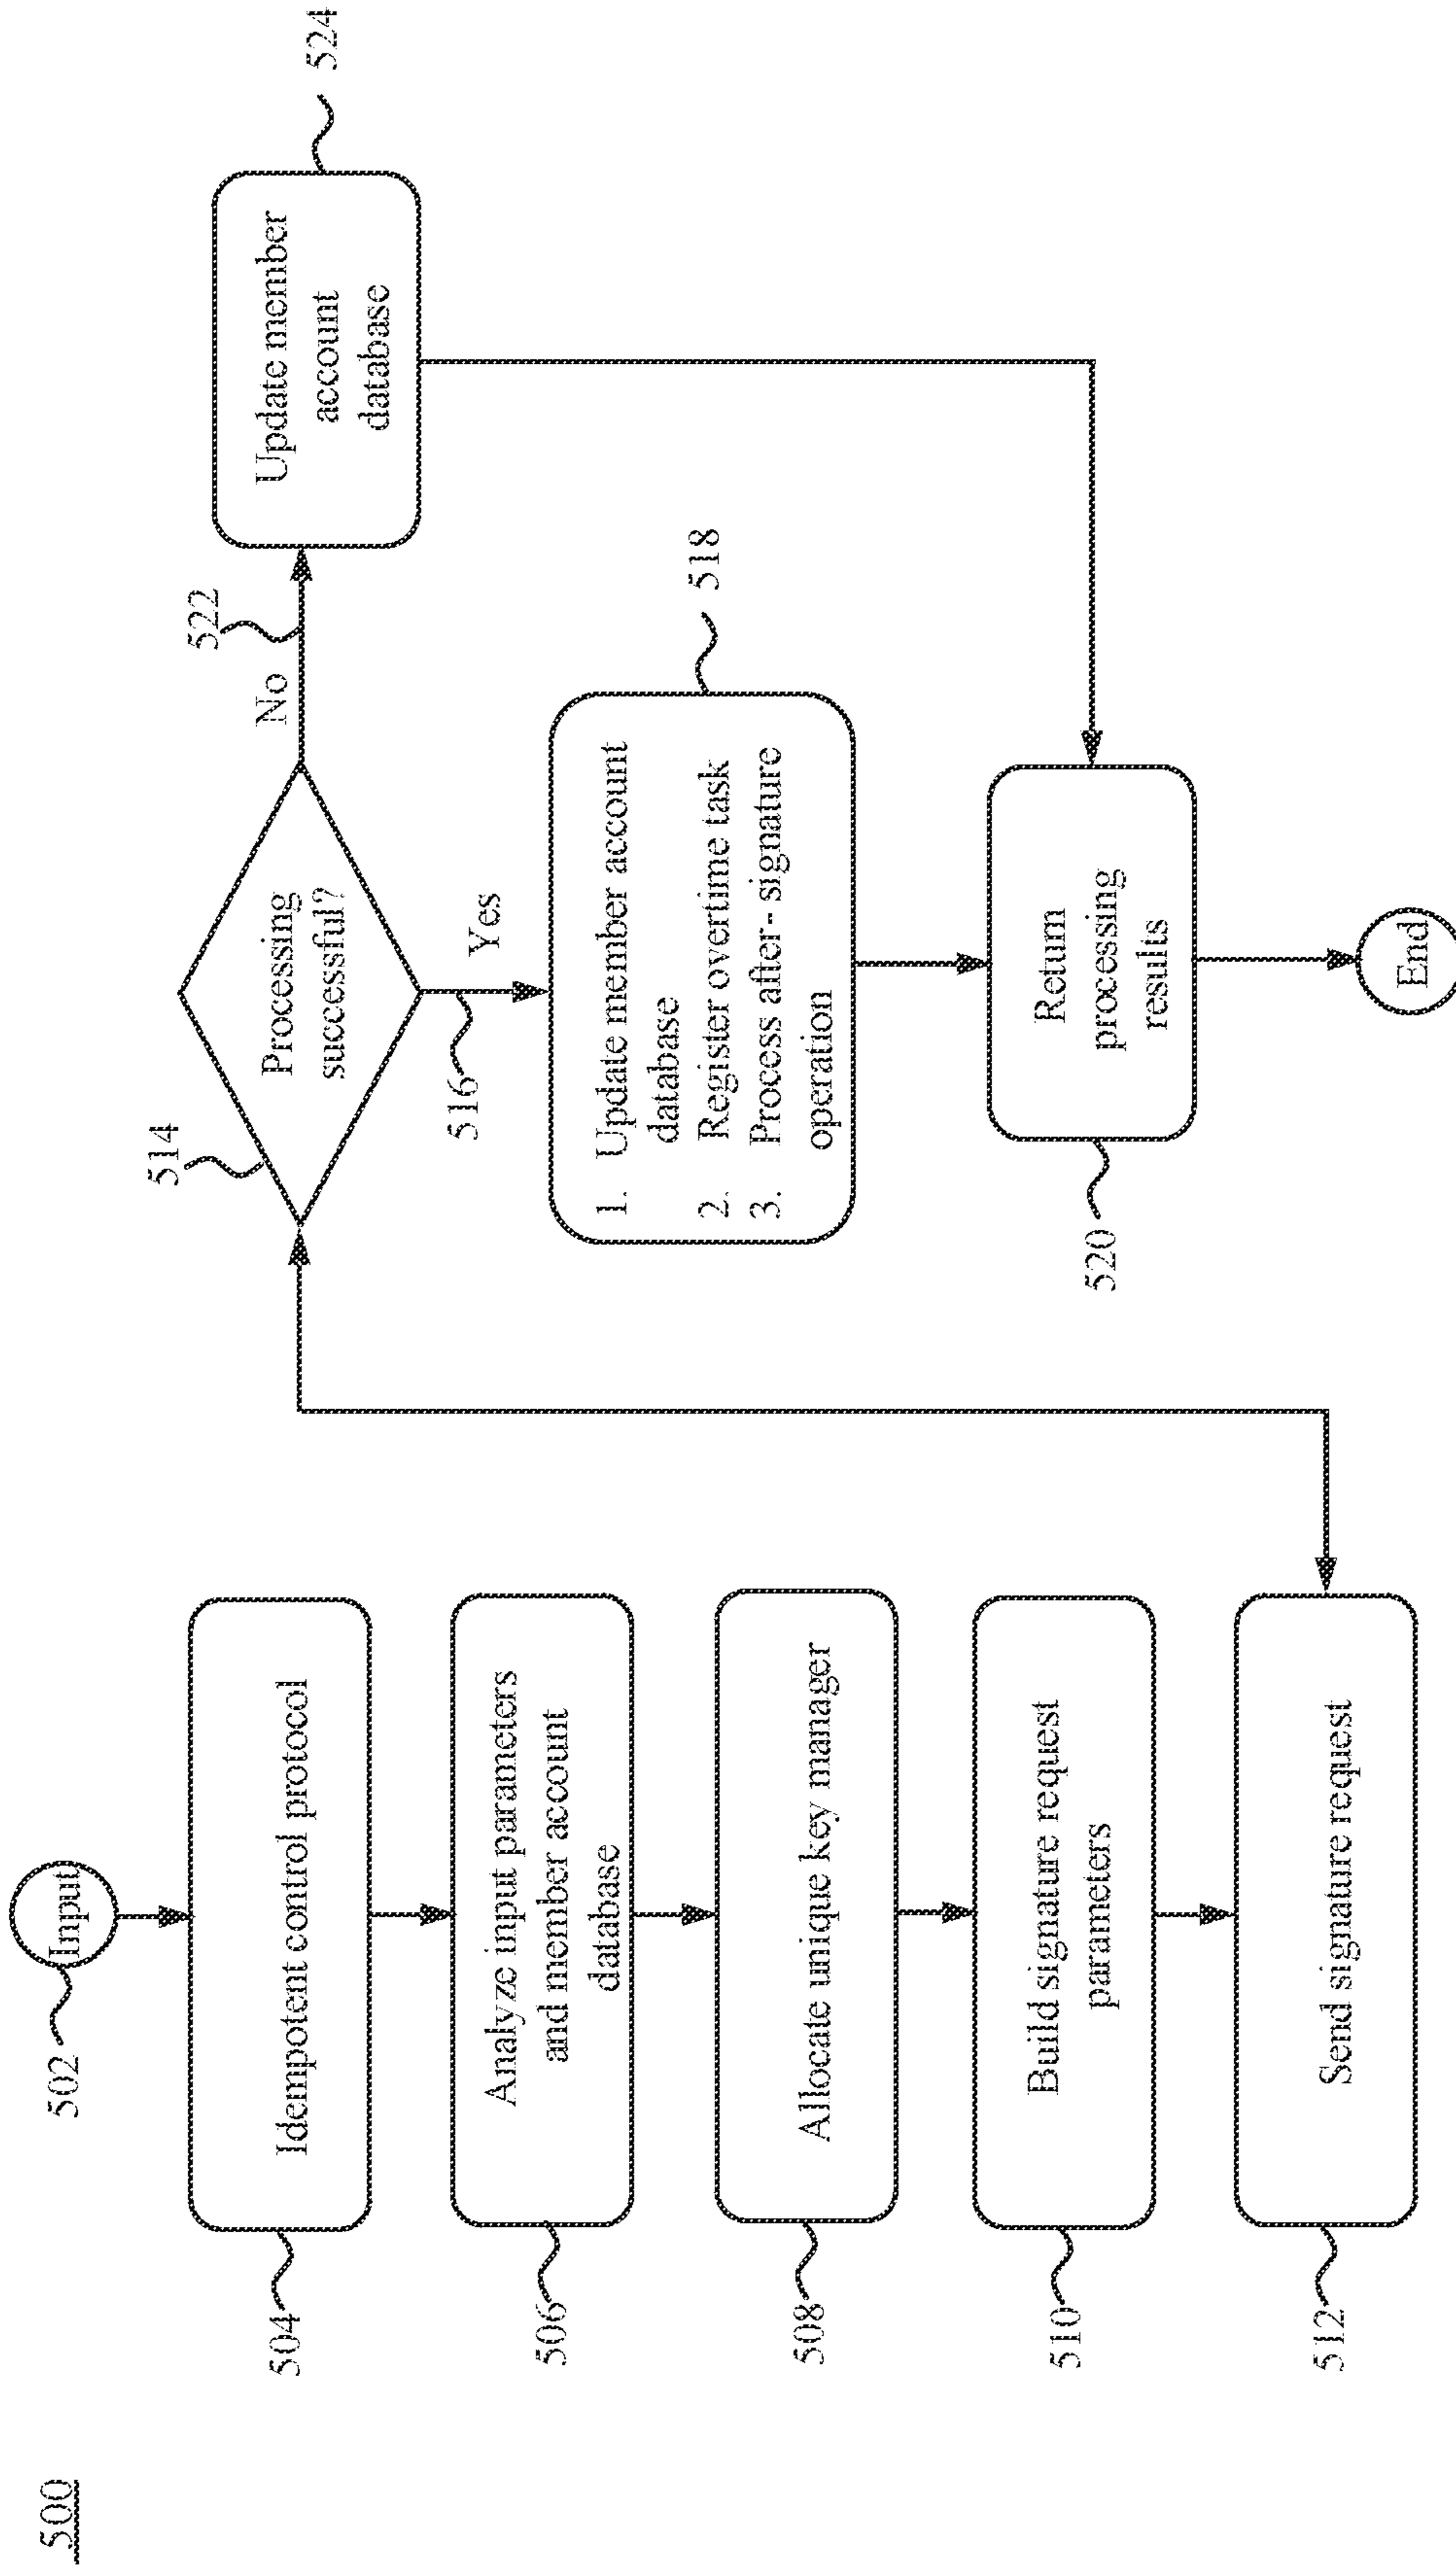 500
502
Input
504
Idempotent control protocol
506
Analyze input parameters
and member account
database
508
Allocate unique key manager
510
Build signature request
parameters
512
Send signature request
514
Processing
successful?
No
522
Update member
account
database
524
516
Yes
1. Update member account
database
2. Register overtime task
3. Process after- signature
operation
518
520
Return
processing
results
End